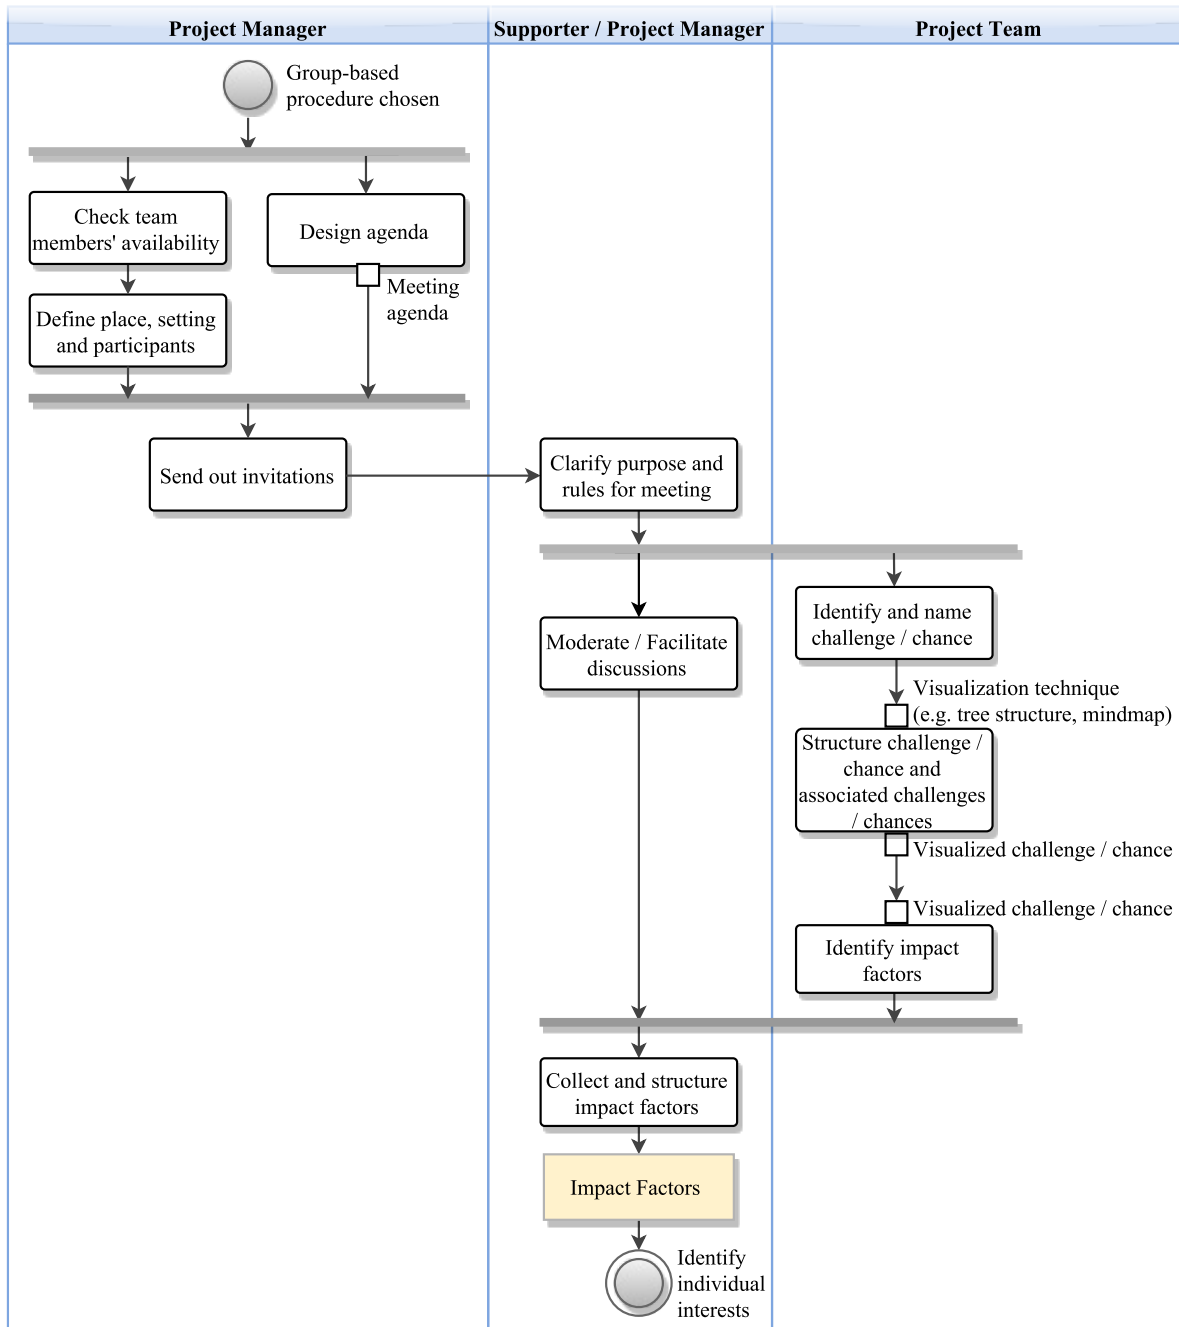 Project Manager
Supporter / Project Manager
Project Team
Group-based
procedure chosen
Check team
members' availability
Design agenda
Meeting
agenda
Define place, setting
and participants
Send out invitations
Clarify purpose and
rules for meeting
Identify and name
challenge / chance
Moderate / Facilitate
discussions
Visualization technique
(e.g. tree structure, mindmap)
Structure challenge /
chance and
associated challenges
/ chances
Visualized challenge / chance
Visualized challenge / chance
Identify impact
factors
Collect and structure
impact factors
Impact Factors
Identify
individual
interests